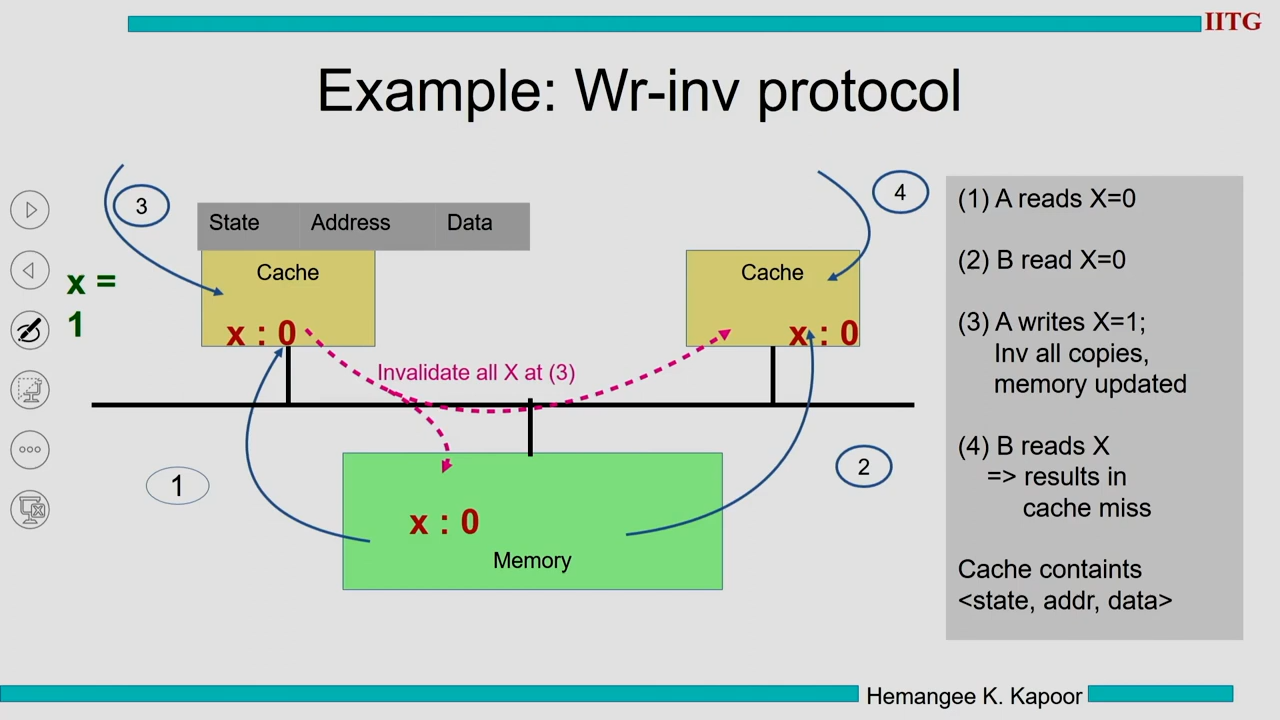 IITG
Example: Wr-inv protocol
3
4
State Address Data
Cache
Cache
x =
1
x : 0
x : 0
Invalidate all X at (3)
1
2
x : 0
Memory
(1) A reads X=0
(2) B read X=0
(3) A writes X=1;
Inv all copies,
memory updated
(4) B reads X
=> results in
cache miss
Cache containts
<state, addr, data>
Hemangee K. Kapoor